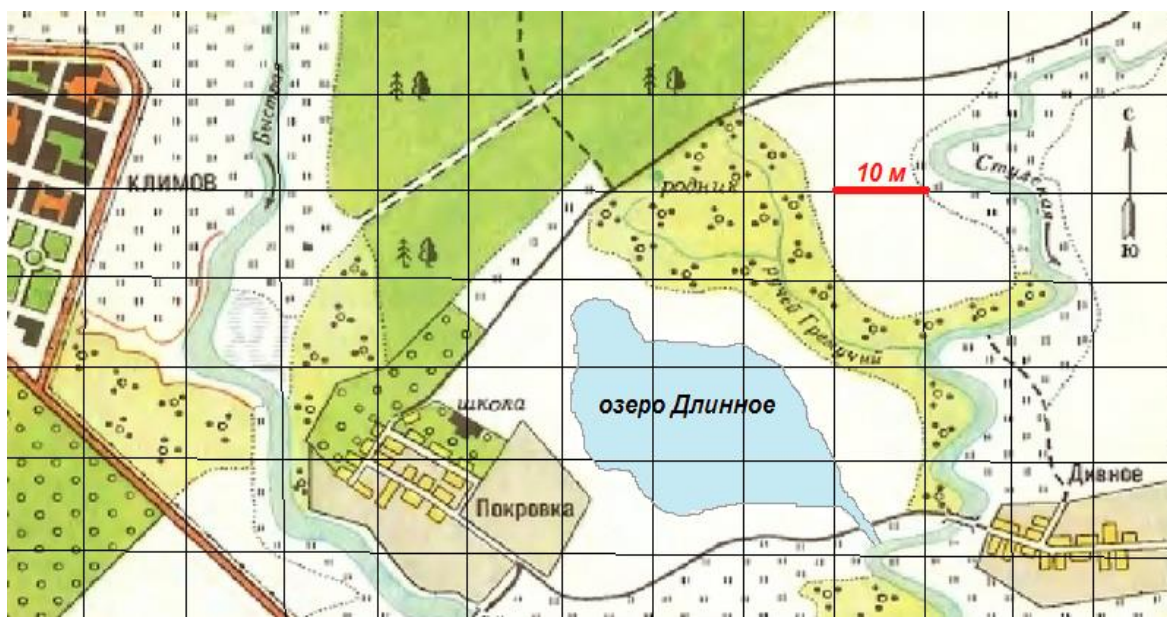 Быстрая
КЛИМОВ
родник
10 м
Студеная
С
Ю
ручей Гремучий
школа
озеро Длинное
Покровка
Дивное